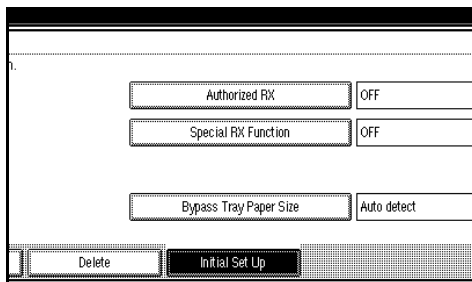 n.
Authorized RX OFF
Special RX Function OFF
Bypass Tray Paper Size Auto detect
Delete Initial Set Up